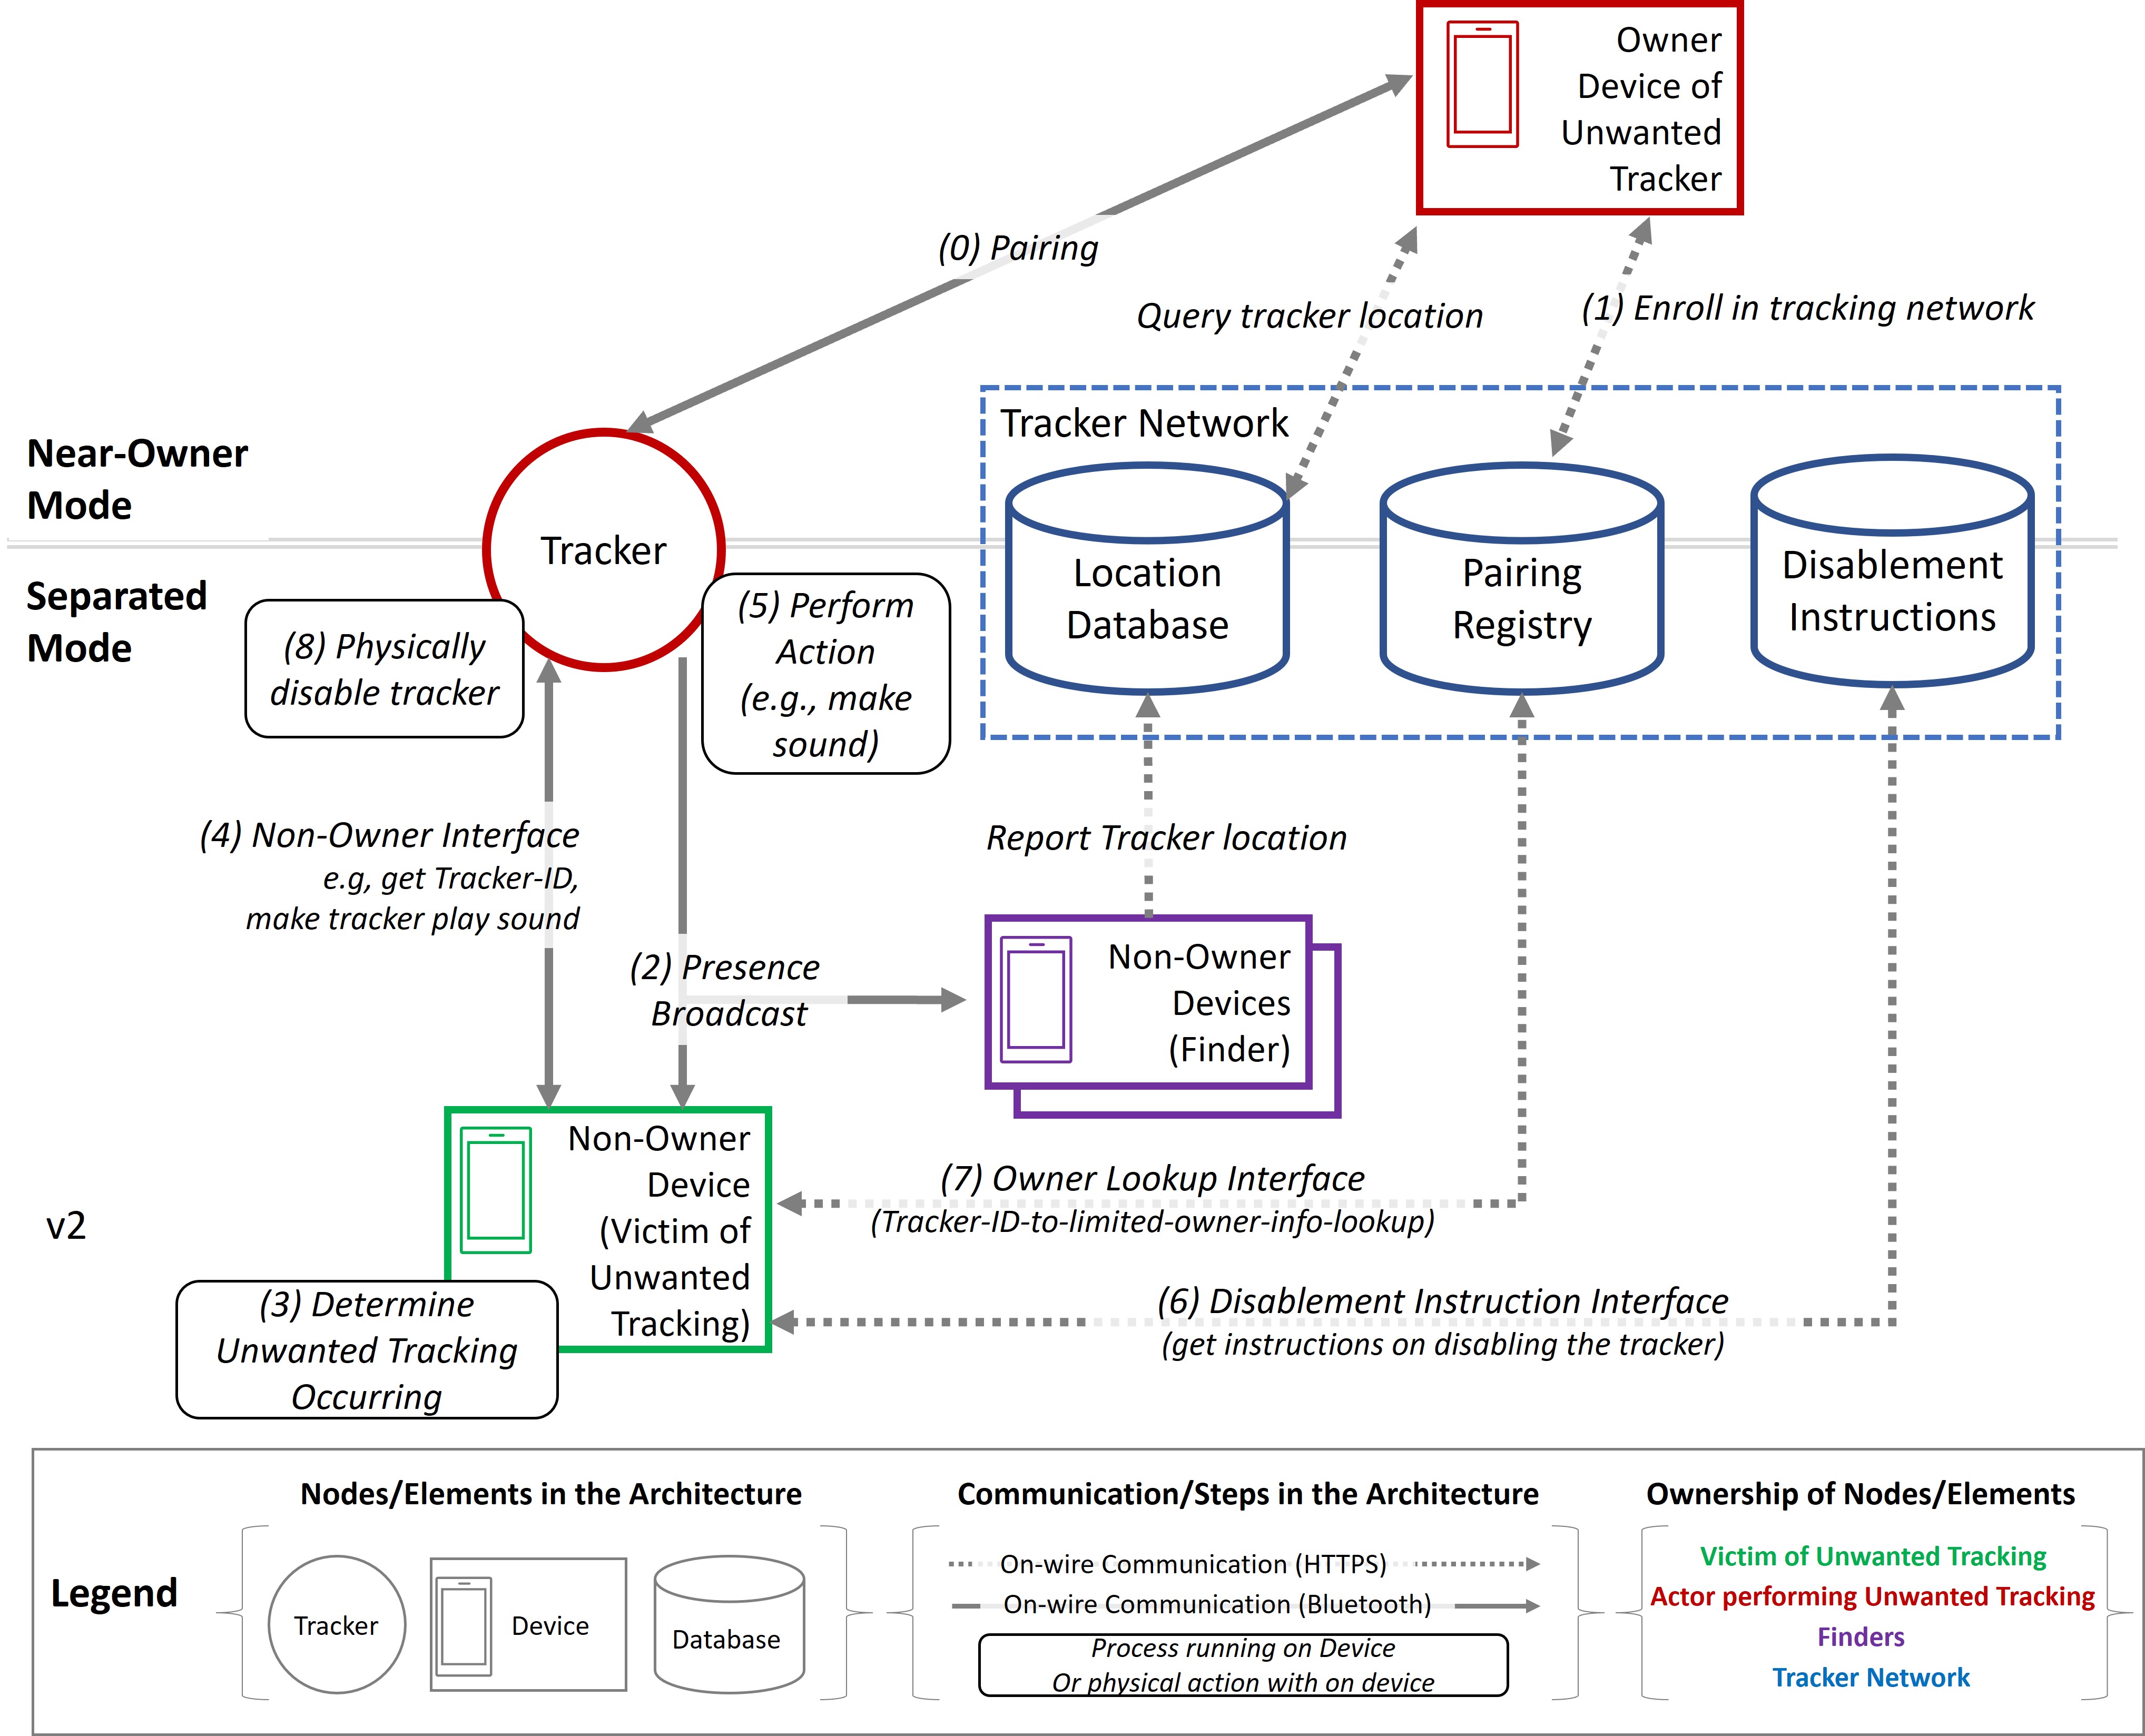 Owner
Device of
Unwanted
Tracker
(0) Pairing
Query tracker location
(1) Enroll in tracking network
Tracker Network
Near-Owner
Mode
Tracker
Location
Database
Pairing
Registry
Disablement
Instructions
Separated
Mode
(8) Physically
disable tracker
(5) Perform
Action
(e.g., make
sound)
(4) Non-Owner Interface
e.g, get Tracker-ID,
make tracker play sound
Report Tracker location
(2) Presence
Broadcast
Non-Owner
Devices
(Finder)
Non-Owner
Device
(Victim of
Unwanted
Tracking)
(7) Owner Lookup Interface
(Tracker-ID-to-limited-owner-info-lookup)
v2
(6) Disablement Instruction Interface
(get instructions on disabling the tracker)
(3) Determine
Unwanted Tracking
Occurring
Legend
Nodes/Elements in the Architecture
Tracker
Device
Database
Communication/Steps in the Architecture
On-wire Communication (HTTPS)
On-wire Communication (Bluetooth)
Process running on Device
Or physical action with on device
Ownership of Nodes/Elements
Victim of Unwanted Tracking
Actor performing Unwanted Tracking
Finders
Tracker Network